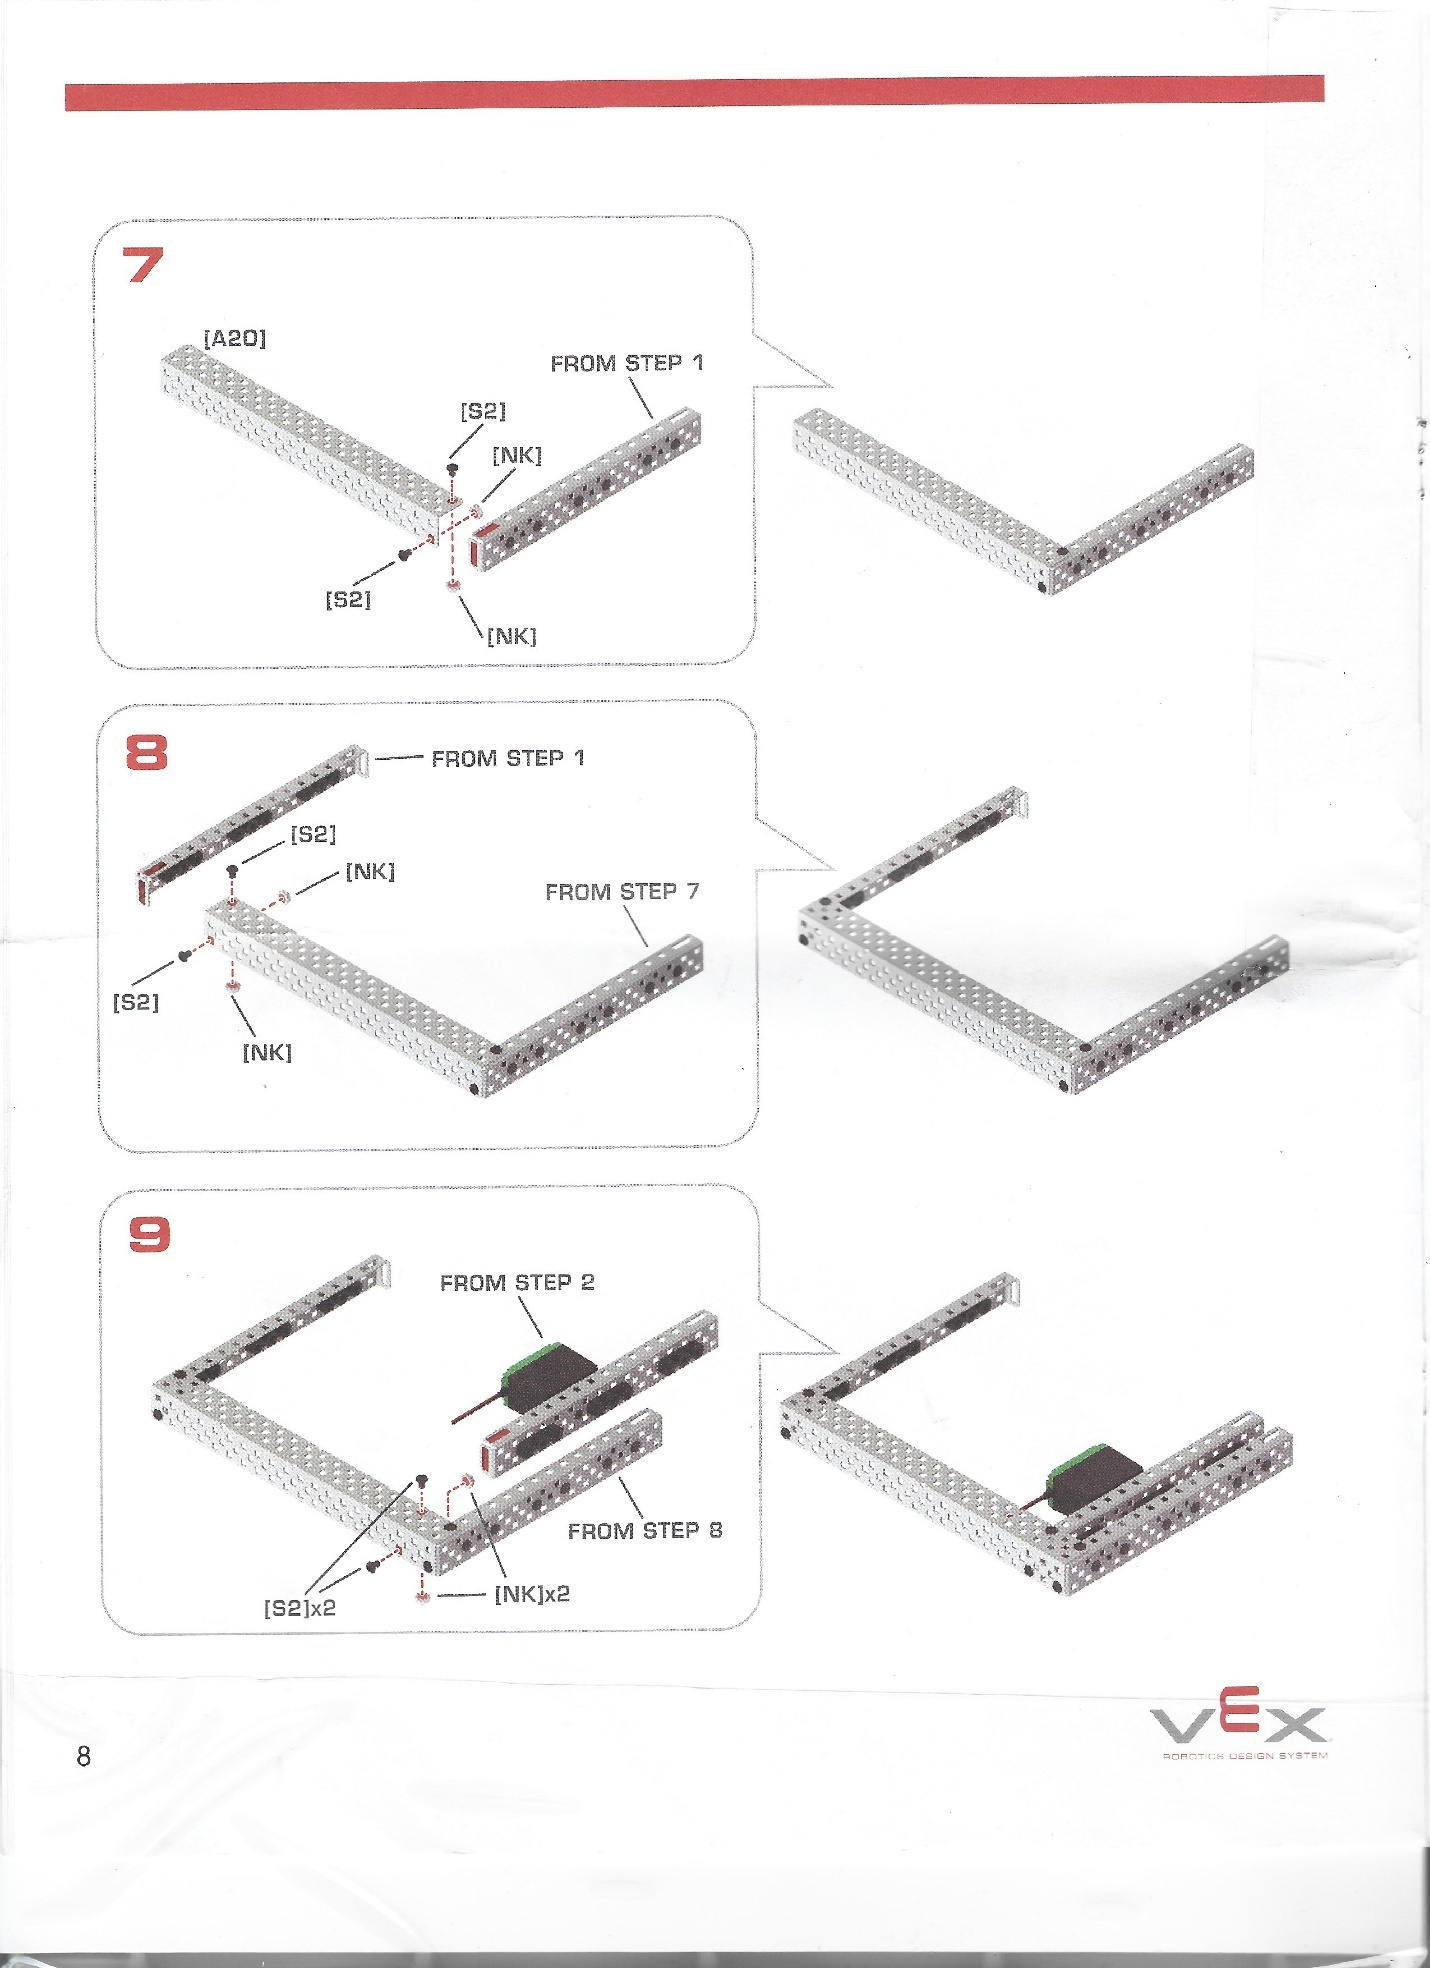 7
[A20]
FROM STEP 1
[S2]
[NK]
[S2]
[NK]
8
FROM STEP 1
[S2]
[NK]
FROM STEP 7
[S2]
[NK]
9
FROM STEP 2
FROM STEP 8
[S2]x2
[NK]x2
VEX
ROBOTICS DESIGN SYSTEM
8